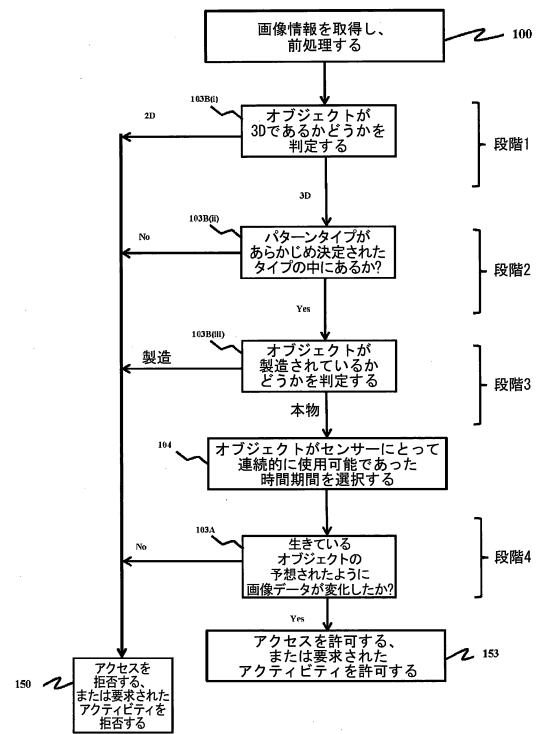 画像情報を取得し、
前処理する
100
103B(i)
オブジェクトが
3Dであるかどうかを
判定する
2D
段階1
3D
103B(ii)
パターンタイプが
あらかじめ決定された
タイプの中にあるか?
No
段階2
Yes
103B(iii)
オブジェクトが
製造されているか
どうかを判定する
製造
段階3
本物
104
オブジェクトがセンサーにとって
連続的に使用可能であった
時間期間を選択する
103A
生きている
オブジェクトの
予想されたように
画像データが変化したか?
No
段階4
Yes
アクセスを許可する、
または要求された
アクティビティを許可する
153
150
アクセスを
拒否する、
または要求された
アクティビティを
拒否する